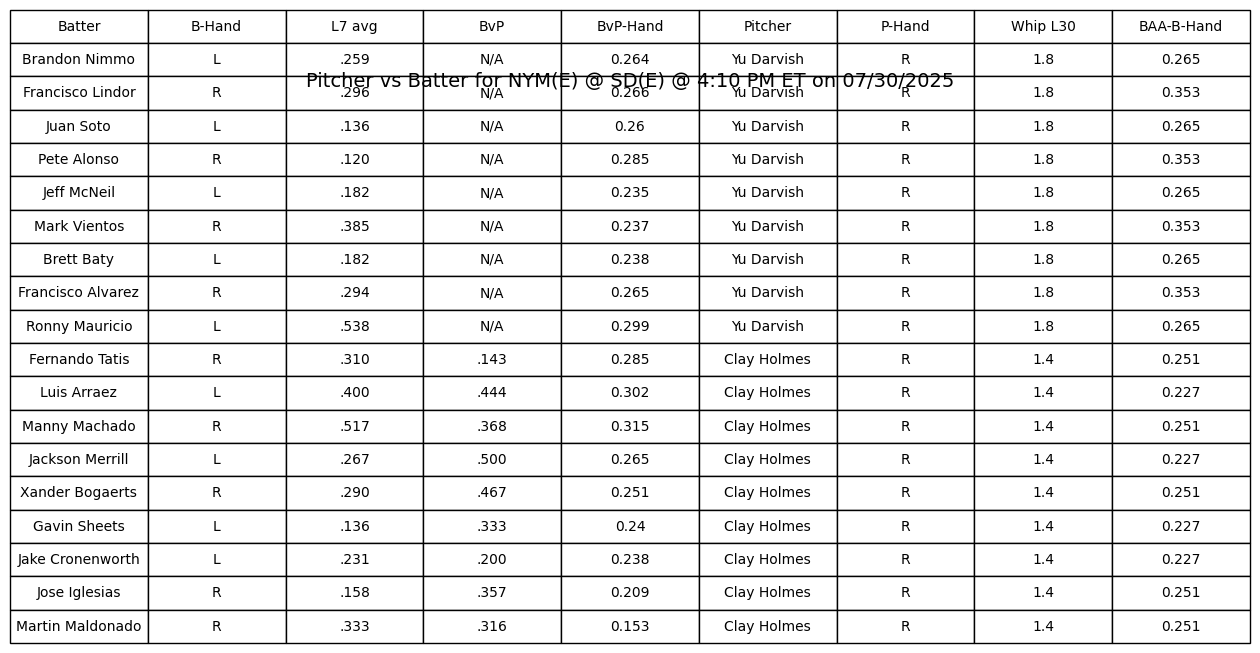 Batter B-Hand L7 avg BvP BvP-Hand Pitcher P-Hand Whip L30 BAA-B-Hand
Brandon Nimmo L .259 N/A 0.264 Yu Darvish R 1.8 0.265
Pitcher vs Batter for NYM(E) @ SD(E) @ 4:10 PM ET on 07/30/2025
Francisco Lindor R .296 N/A 0.266 Yu Darvish R 1.8 0.353
Juan Soto L .136 N/A 0.26 Yu Darvish R 1.8 0.265
Pete Alonso R .120 N/A 0.285 Yu Darvish R 1.8 0.353
Jeff McNeil L .182 N/A 0.235 Yu Darvish R 1.8 0.265
Mark Vientos R .385 N/A 0.237 Yu Darvish R 1.8 0.353
Brett Baty L .182 N/A 0.238 Yu Darvish R 1.8 0.265
Francisco Alvarez R .294 N/A 0.265 Yu Darvish R 1.8 0.353
Ronny Mauricio L .538 N/A 0.299 Yu Darvish R 1.8 0.265
Fernando Tatis R .310 .143 0.285 Clay Holmes R 1.4 0.251
Luis Arraez L .400 .444 0.302 Clay Holmes R 1.4 0.227
Manny Machado R .517 .368 0.315 Clay Holmes R 1.4 0.251
Jackson Merrill L .267 .500 0.265 Clay Holmes R 1.4 0.227
Xander Bogaerts R .290 .467 0.251 Clay Holmes R 1.4 0.251
Gavin Sheets L .136 .333 0.24 Clay Holmes R 1.4 0.227
Jake Cronenworth L .231 .200 0.238 Clay Holmes R 1.4 0.227
Jose Iglesias R .158 .357 0.209 Clay Holmes R 1.4 0.251
Martin Maldonado R .333 .316 0.153 Clay Holmes R 1.4 0.251